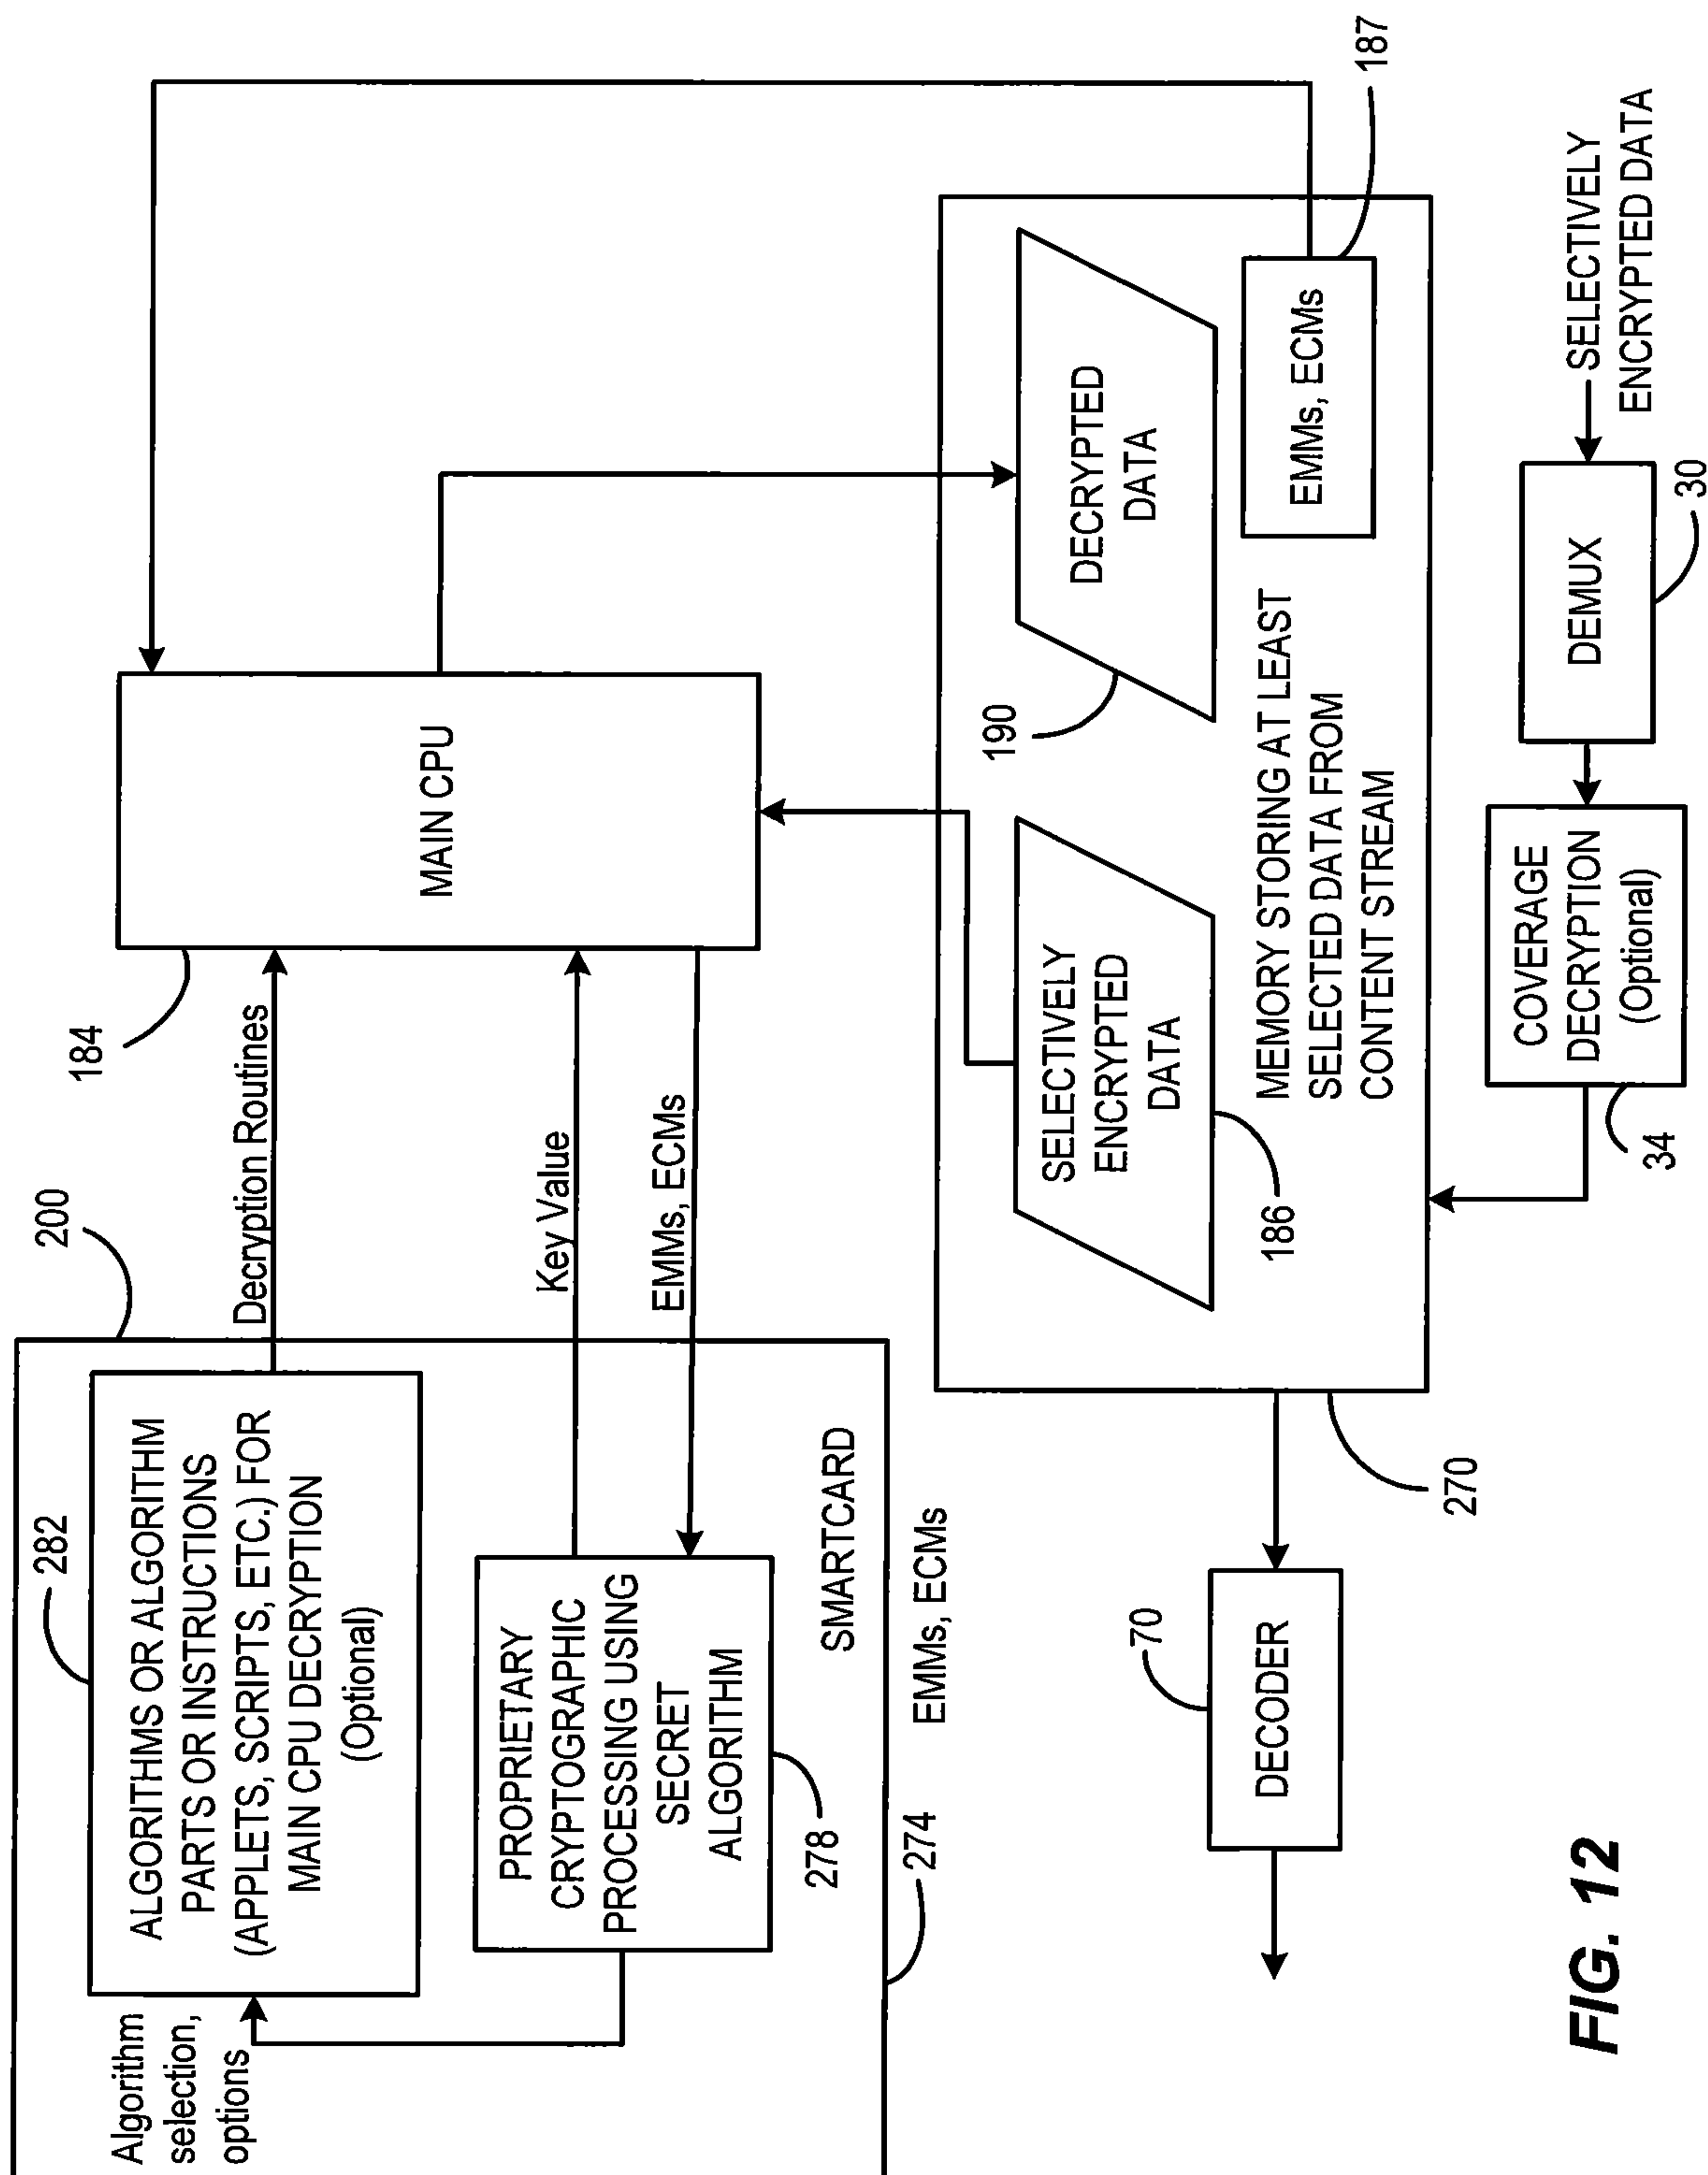 200
282
ALGORITHMS OR ALGORITHM
PARTS OR INSTRUCTIONS
(APPLETS, SCRIPTS, ETC.) FOR
MAIN CPU DECRYPTION
(Optional)
Algorithm
selection,
options
PROPRIETARY
CRYPTOGRAPHIC
PROCESSING USING
SECRET
ALGORITHM
278
SMARTCARD
274
EMMs, ECMs
Decryption Routines
Key Value
EMMs, ECMs
184
MAIN CPU
SELECTIVELY
ENCRYPTED
DATA
186
DECRYPTED
DATA
190
EMMs, ECMs
187
MEMORY STORING AT LEAST
SELECTED DATA FROM
CONTENT STREAM
270
70
DECODER
COVERAGE
DECRYPTION
(Optional)
34
DEMUX
30
SELECTIVELY
ENCRYPTED DATA
FIG. 12